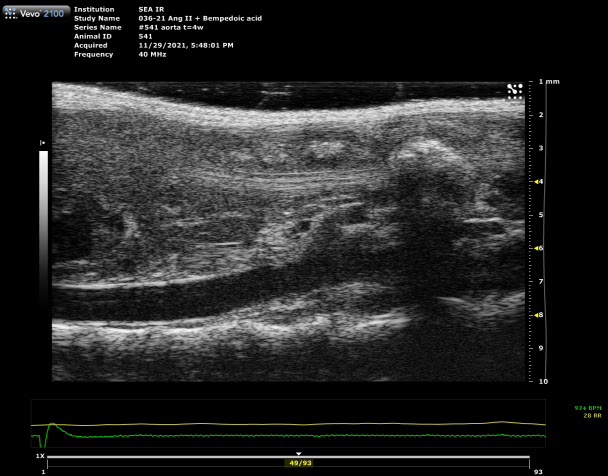 Vevo 2100
Institution SEA IR
Study Name 036-21 Ang II + Bempedoic acid
Series Name #541 aorta t=4w
Animal ID 541
Acquired 11/29/2021, 5:48:01 PM
Frequency 40 MHz
1 mm
2
3
4
5
6
7
8
9
10
974 BPM
28 RR
1X
49/93
1
93